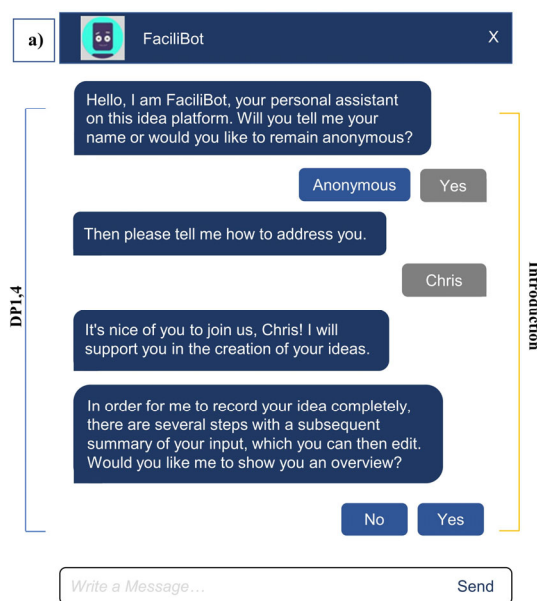 a)
FaciliBot
X
Hello, I am FaciliBot, your personal assistant
on this idea platform. Will you tell me your
name or would you like to remain anonymous?
Anonymous
Yes
Then please tell me how to address you.
Chris
It's nice of you to join us, Chris! I will
support you in the creation of your ideas.
In order for me to record your idea completely,
there are several steps with a subsequent
summary of your input, which you can then edit.
Would you like me to show you an overview?
No
Yes
Write a Message…
Send
DP1,4
Introduction